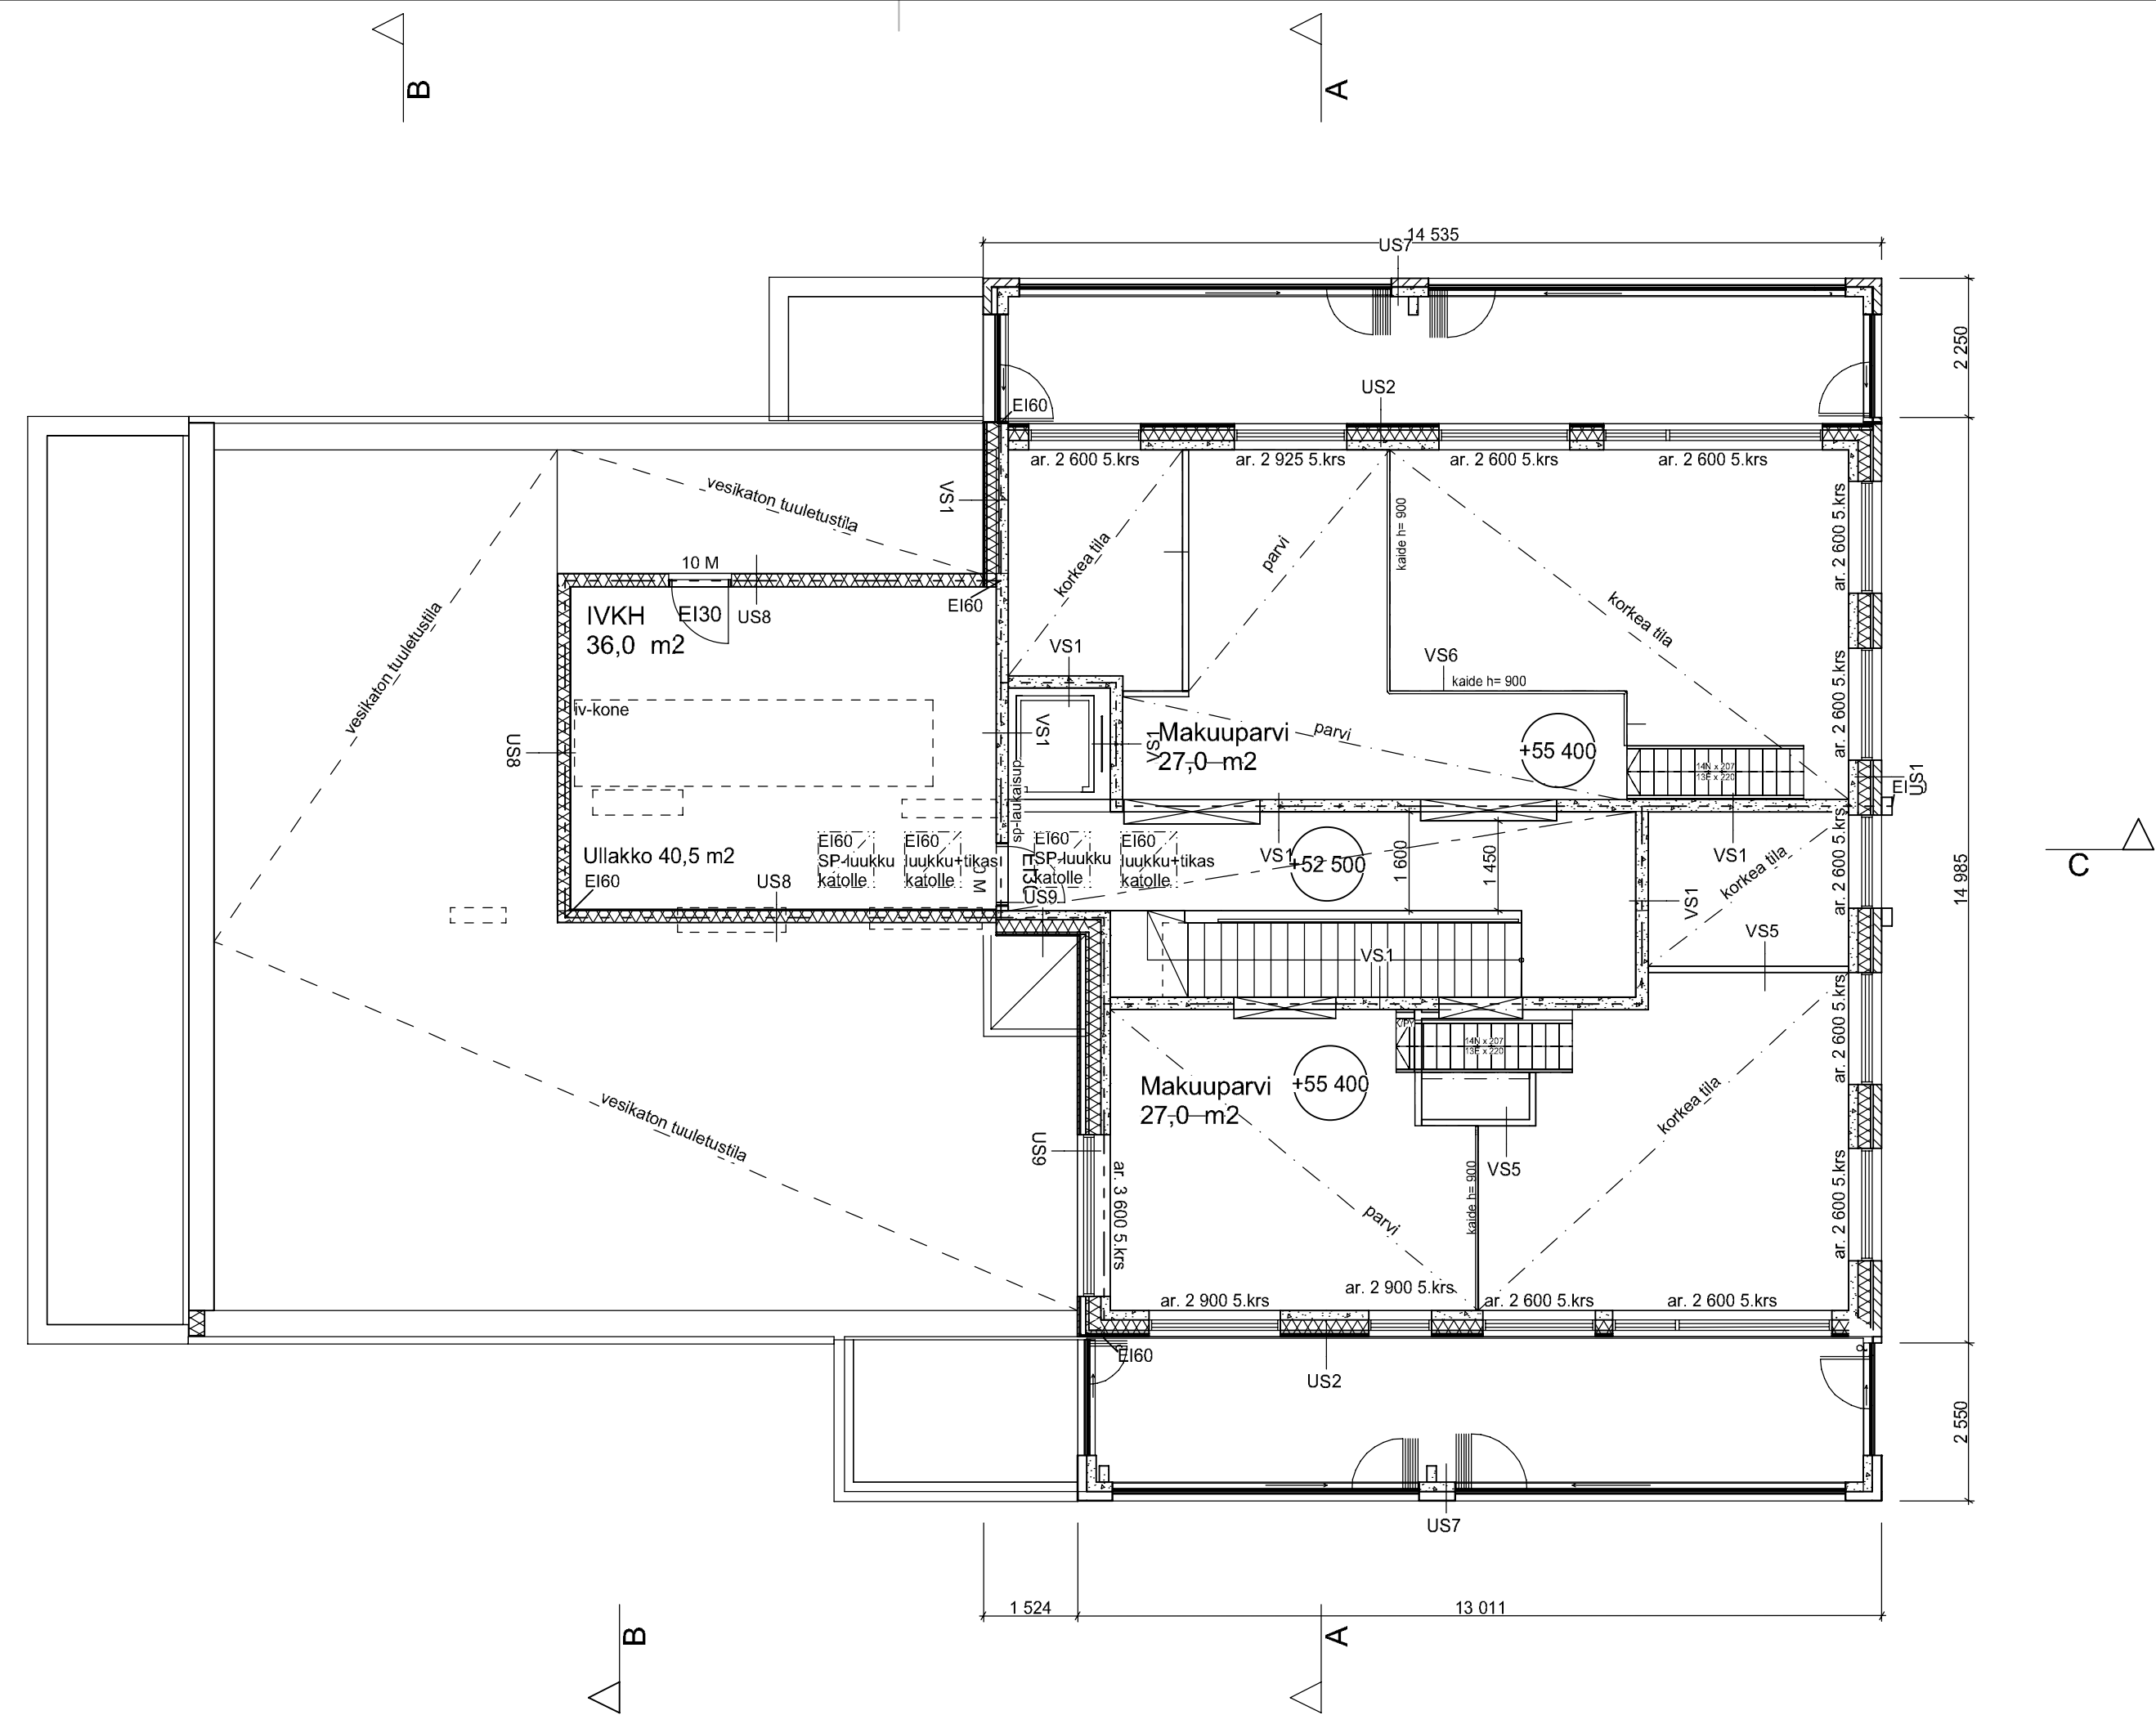 B
A
14 535
US7
2 250
US2
EI60
ar. 2 600 5.krs
ar. 2 925 5.krs
ar. 2 600 5.krs
ar. 2 600 5.krs
vesikaton tuuletustila
VS1
kaide h= 900
ar. 2 600 5.krs
korkea tila
parvi
10 M
IVKH
36,0 m2
EI30
US8
EI60
korkea tila
vesikaton tuuletustila
VS1
VS6
kaide h= 900
ar. 2 600 5.krs
iv-kone
US8
VS1
VS1
Makuuparvi
27,0 m2
parvi
+55 400
14N x 207
13E x 220
US1
sp-laukaisup
Ullakko 40,5 m2
EI60
US8
EI60
SP-luukku
katolle
EI60
luukku+tikas
katolle
EI60
SP-luukku
katolle
EI60
luukku+tikas
katolle
EI30
US9
VS1
+52 500
1 600
1 450
VS1
korkea tila
ar. 2 600 5.krs
14 985
C
VS1
VS5
VS1
ar. 2 600 5.krs
14N x 207
13E x 220
Makuuparvi
27,0 m2
+55 400
korkea tila
vesikaton tuuletustila
US9
ar. 3 600 5.krs
VS5
kaide h= 900
parvi
ar. 2 600 5.krs
ar. 2 900 5.krs
ar. 2 900 5.krs
ar. 2 600 5.krs
ar. 2 600 5.krs
EI60
US2
2 550
US7
1 524
13 011
B
A